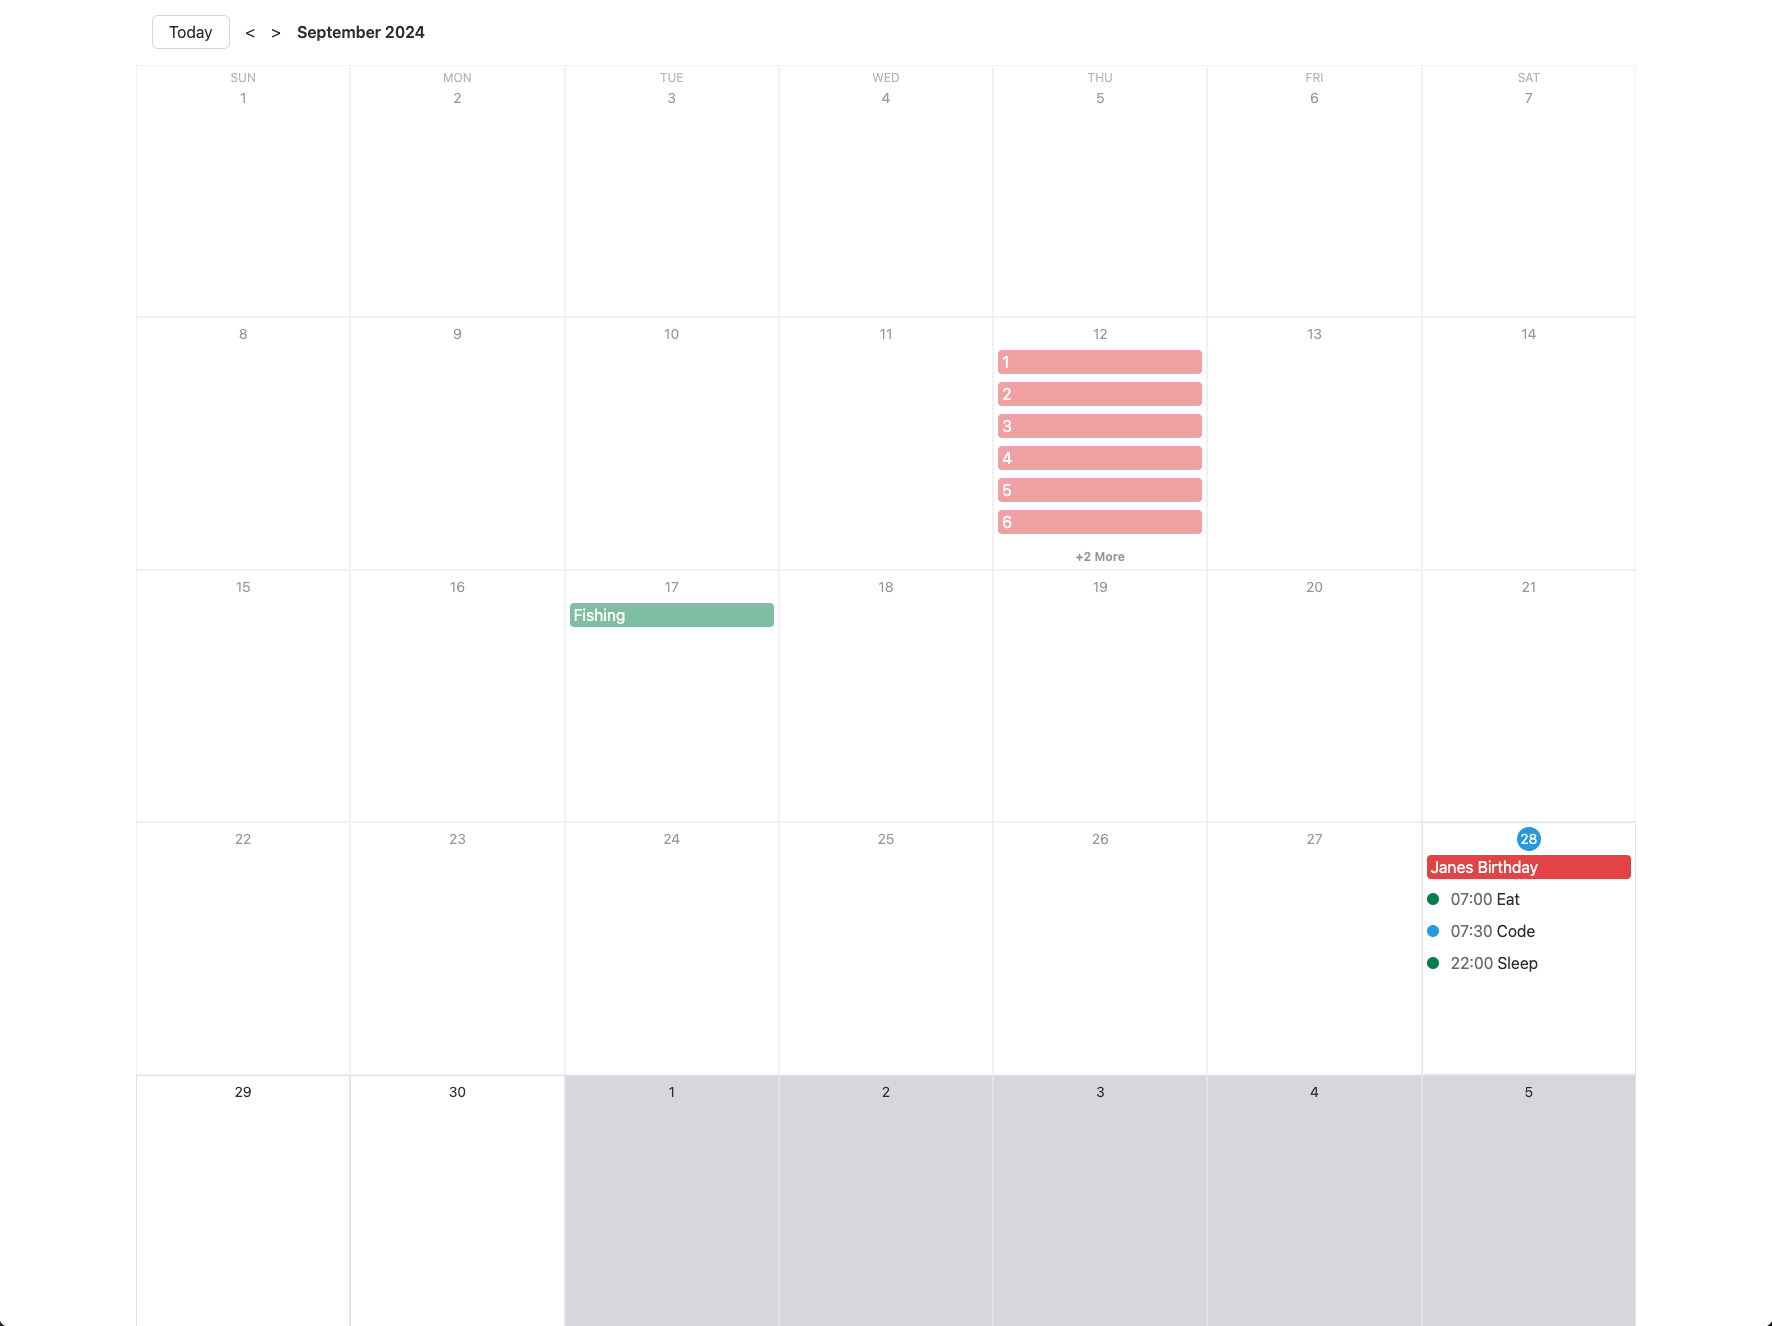 Today < > September 2024
SUN MON TUE WED THU FRI SAT
1 2 3 4 5 6 7
8 9 10 11 12 13 14
1
2
3
4
5
6
+2 More
15 16 17 18 19 20 21
Fishing
22 23 24 25 26 27 28
Janes Birthday
07:00 Eat
07:30 Code
22:00 Sleep
29 30 1 2 3 4 5